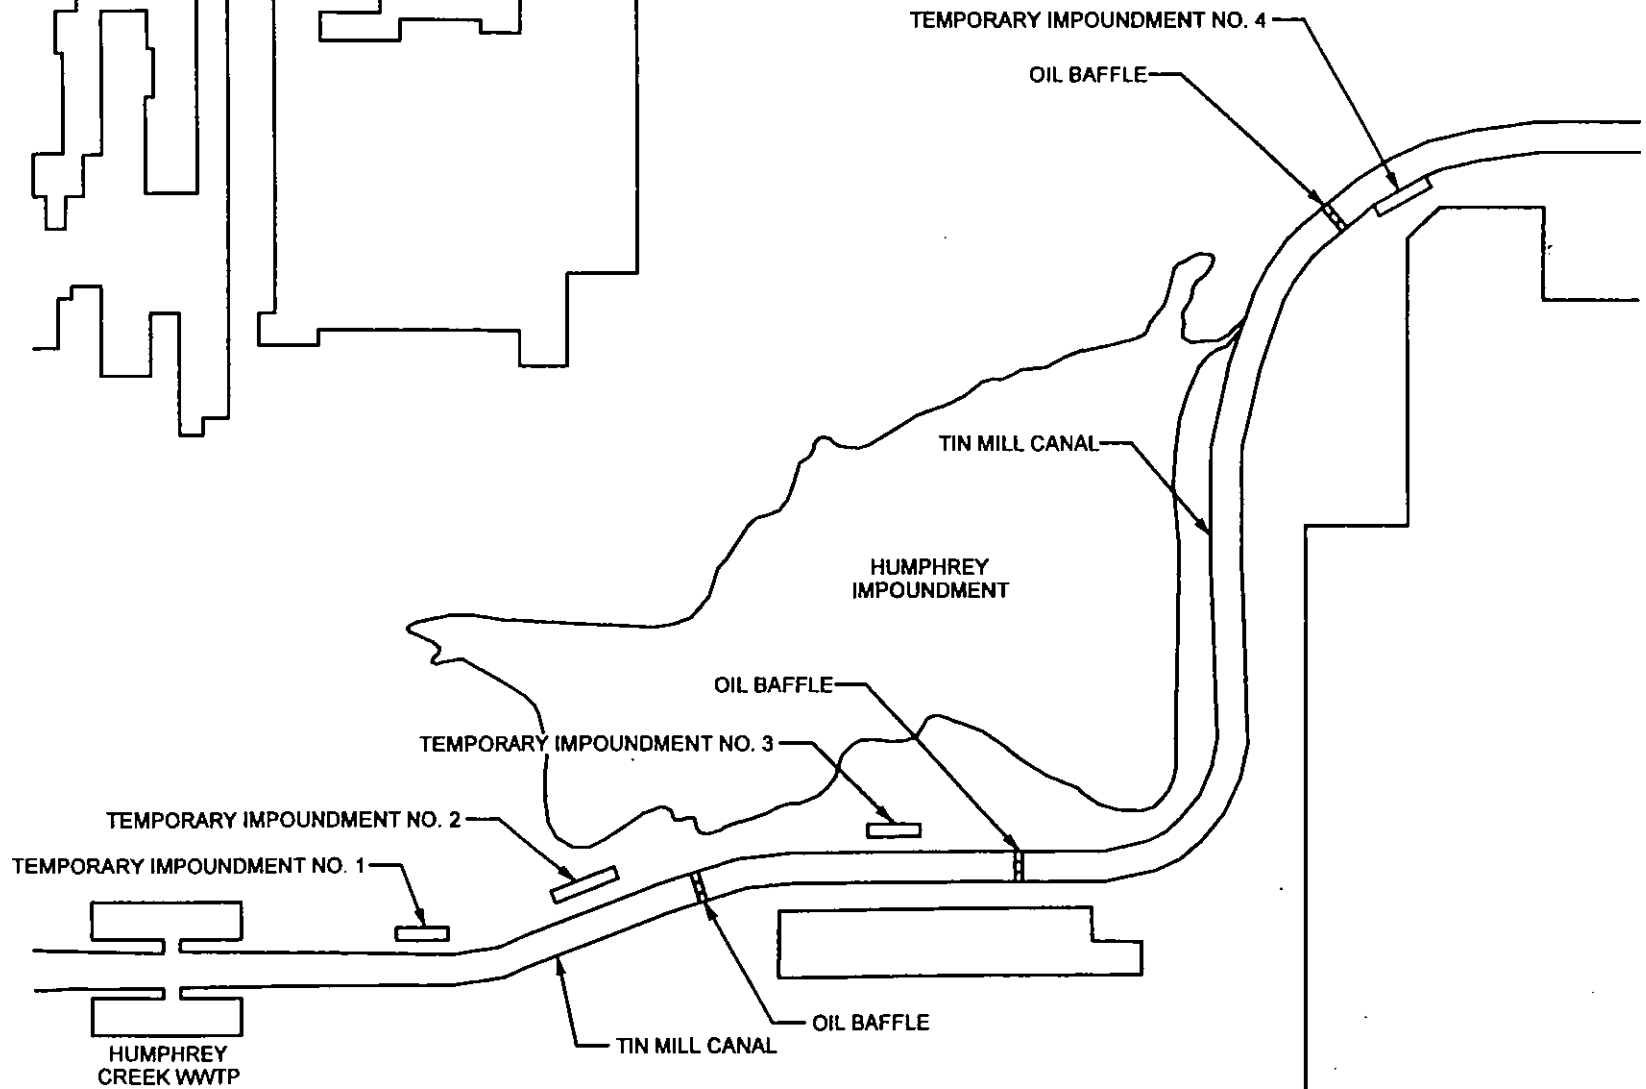 TEMPORARY IMPOUNDMENT NO. 4
OIL BAFFLE
TIN MILL CANAL
HUMPHREY
IMPOUNDMENT
OIL BAFFLE
TEMPORARY IMPOUNDMENT NO. 3
TEMPORARY IMPOUNDMENT NO. 2
TEMPORARY IMPOUNDMENT NO. 1
OIL BAFFLE
TIN MILL CANAL
HUMPHREY
CREEK WWTP